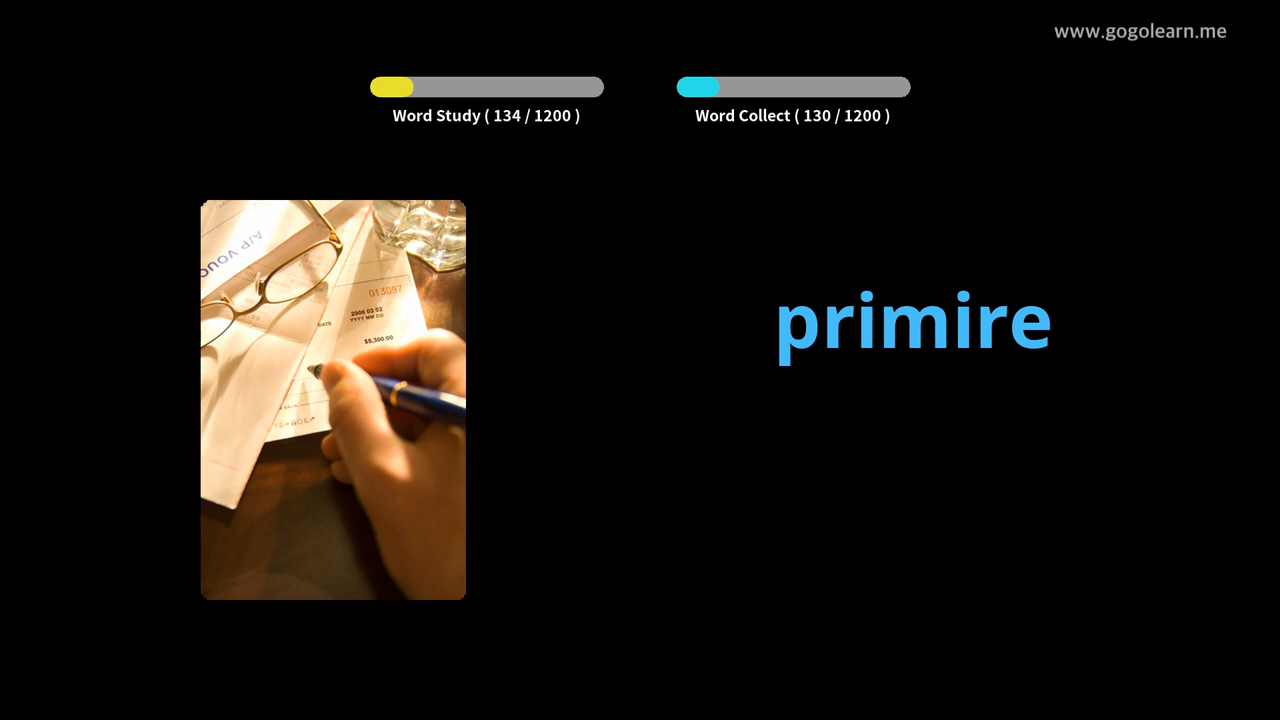 www.gogolearn.me
Word Study ( 134 / 1200 )
Word Collect ( 130 / 1200 )
A/P VOUC
013097
DATE
2006 03 02
YYYY MM DD
$5,300.00
primire